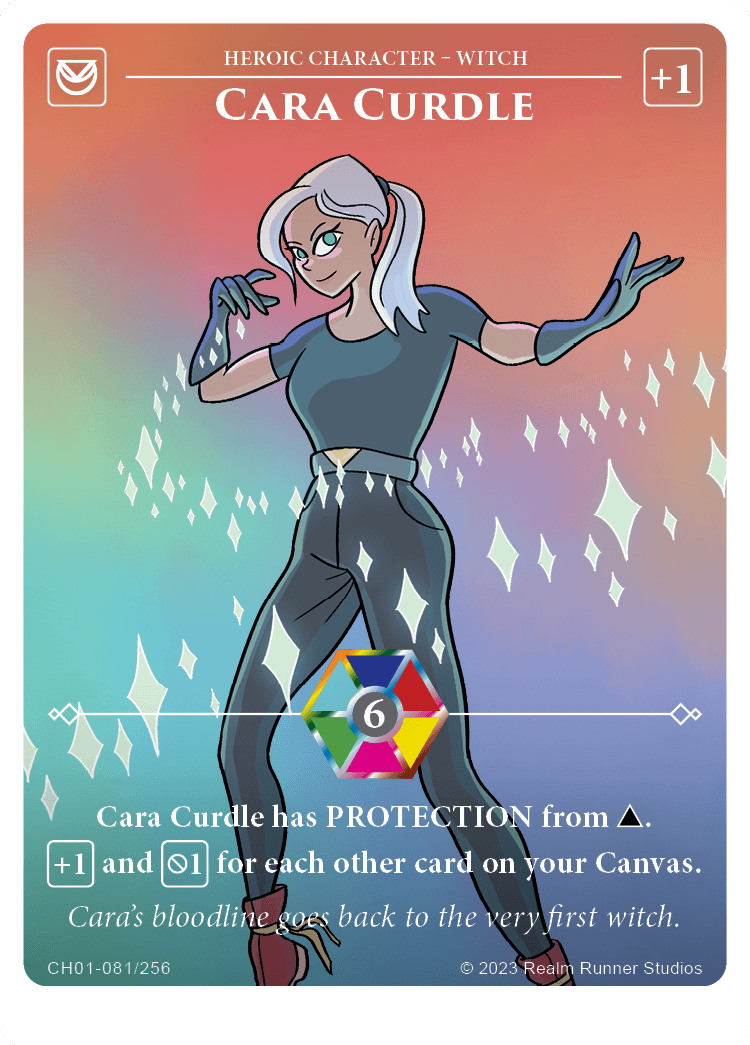 HEROIC CHARACTER – WITCH
+1
CARA CURDLE
6
Cara Curdle has PROTECTION from ▲.
+1 and 🛇1 for each other card on your Canvas.
Cara's bloodline goes back to the very first witch.
CH01-081/256
© 2023 Realm Runner Studios